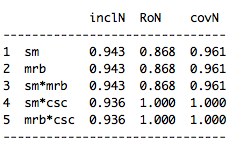 inclN   RoN   covN
-------------------------------
1  sm       0.943  0.868  0.961
2  mrb      0.943  0.868  0.961
3  sm*mrb   0.943  0.868  0.961
4  sm*csc   0.936  1.000  1.000
5  mrb*csc  0.936  1.000  1.000
-------------------------------